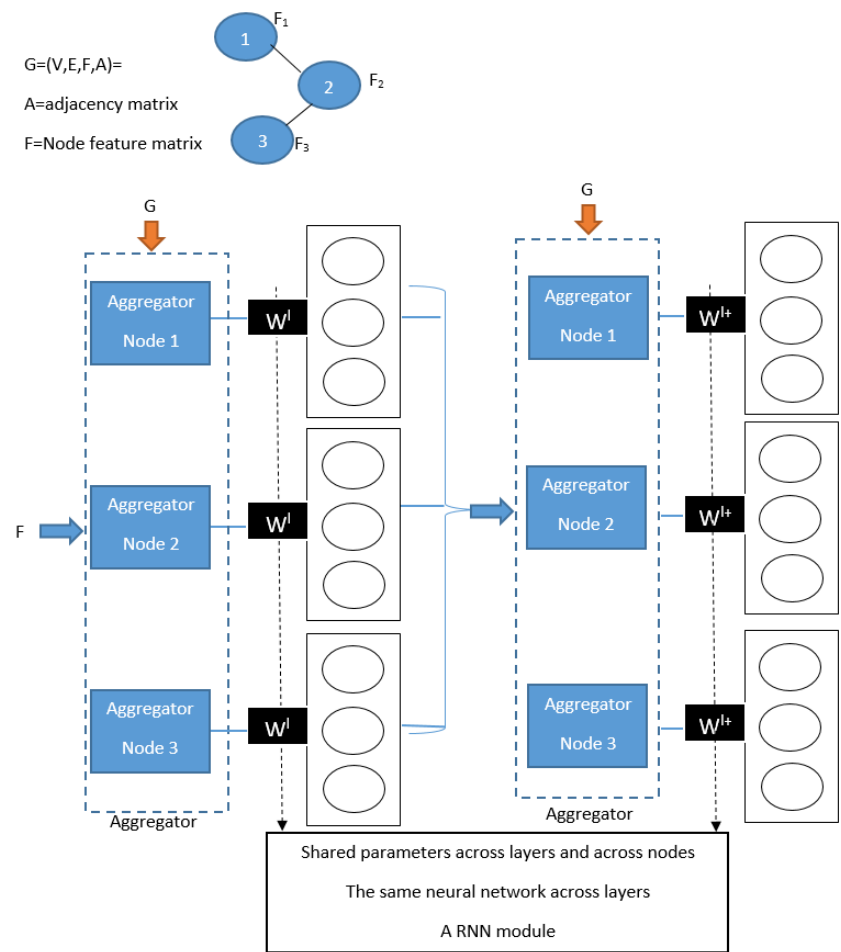 F1
1
G=(V,E,F,A)=
2
F2
A=adjacency matrix
F=Node feature matrix
3
F3
G
G
Aggregator
Node 1
Wl
Aggregator
Node 1
Wl+
F
Aggregator
Node 2
Wl
Aggregator
Node 2
Wl+
Aggregator
Node 3
Wl
Aggregator
Node 3
Wl+
Aggregator
Aggregator
Shared parameters across layers and across nodes
The same neural network across layers
A RNN module